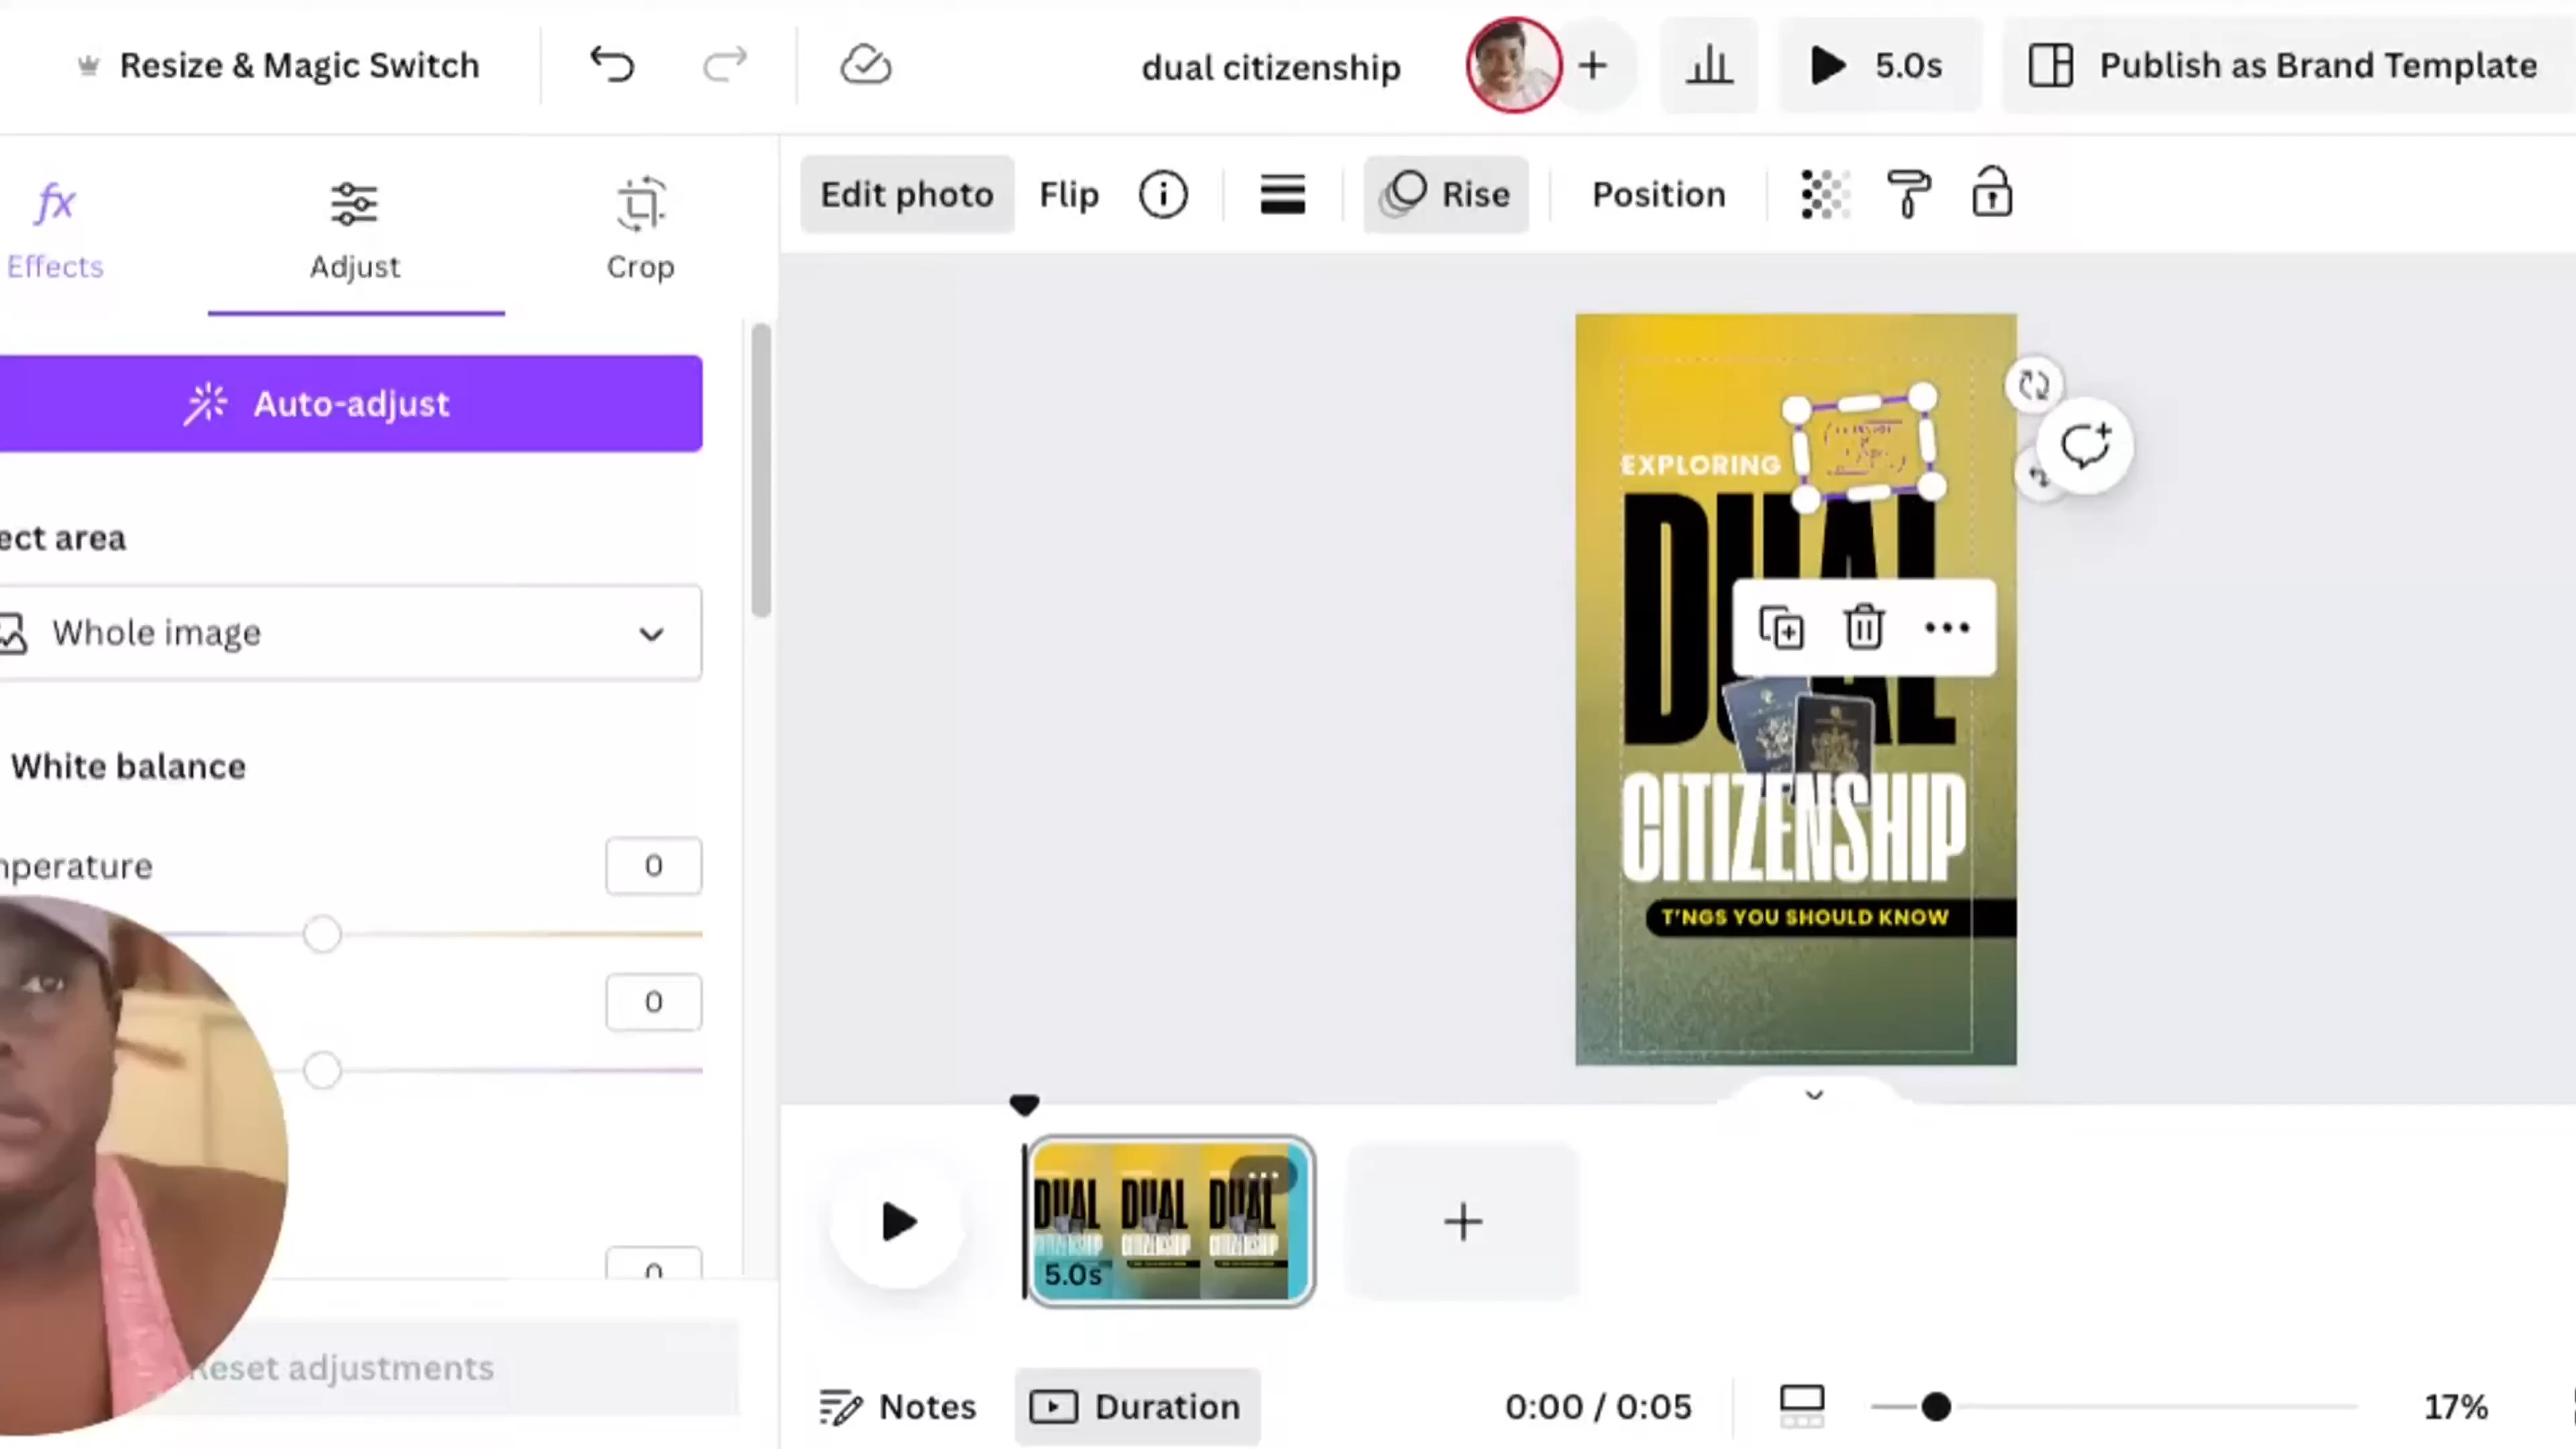 Resize & Magic Switch
dual citizenship
5.0s
Publish as Brand Template
Effects
Adjust
Crop
Edit photo
Flip
Rise
Position
Auto-adjust
ect area
Whole image
White balance
mperature
0
0
0
eset adjustments
EXPLORING
DUAL
CITIZENSHIP
T'NGS YOU SHOULD KNOW
DUAL DUAL DUAL
5.0s
Notes
Duration
0:00 / 0:05
17%